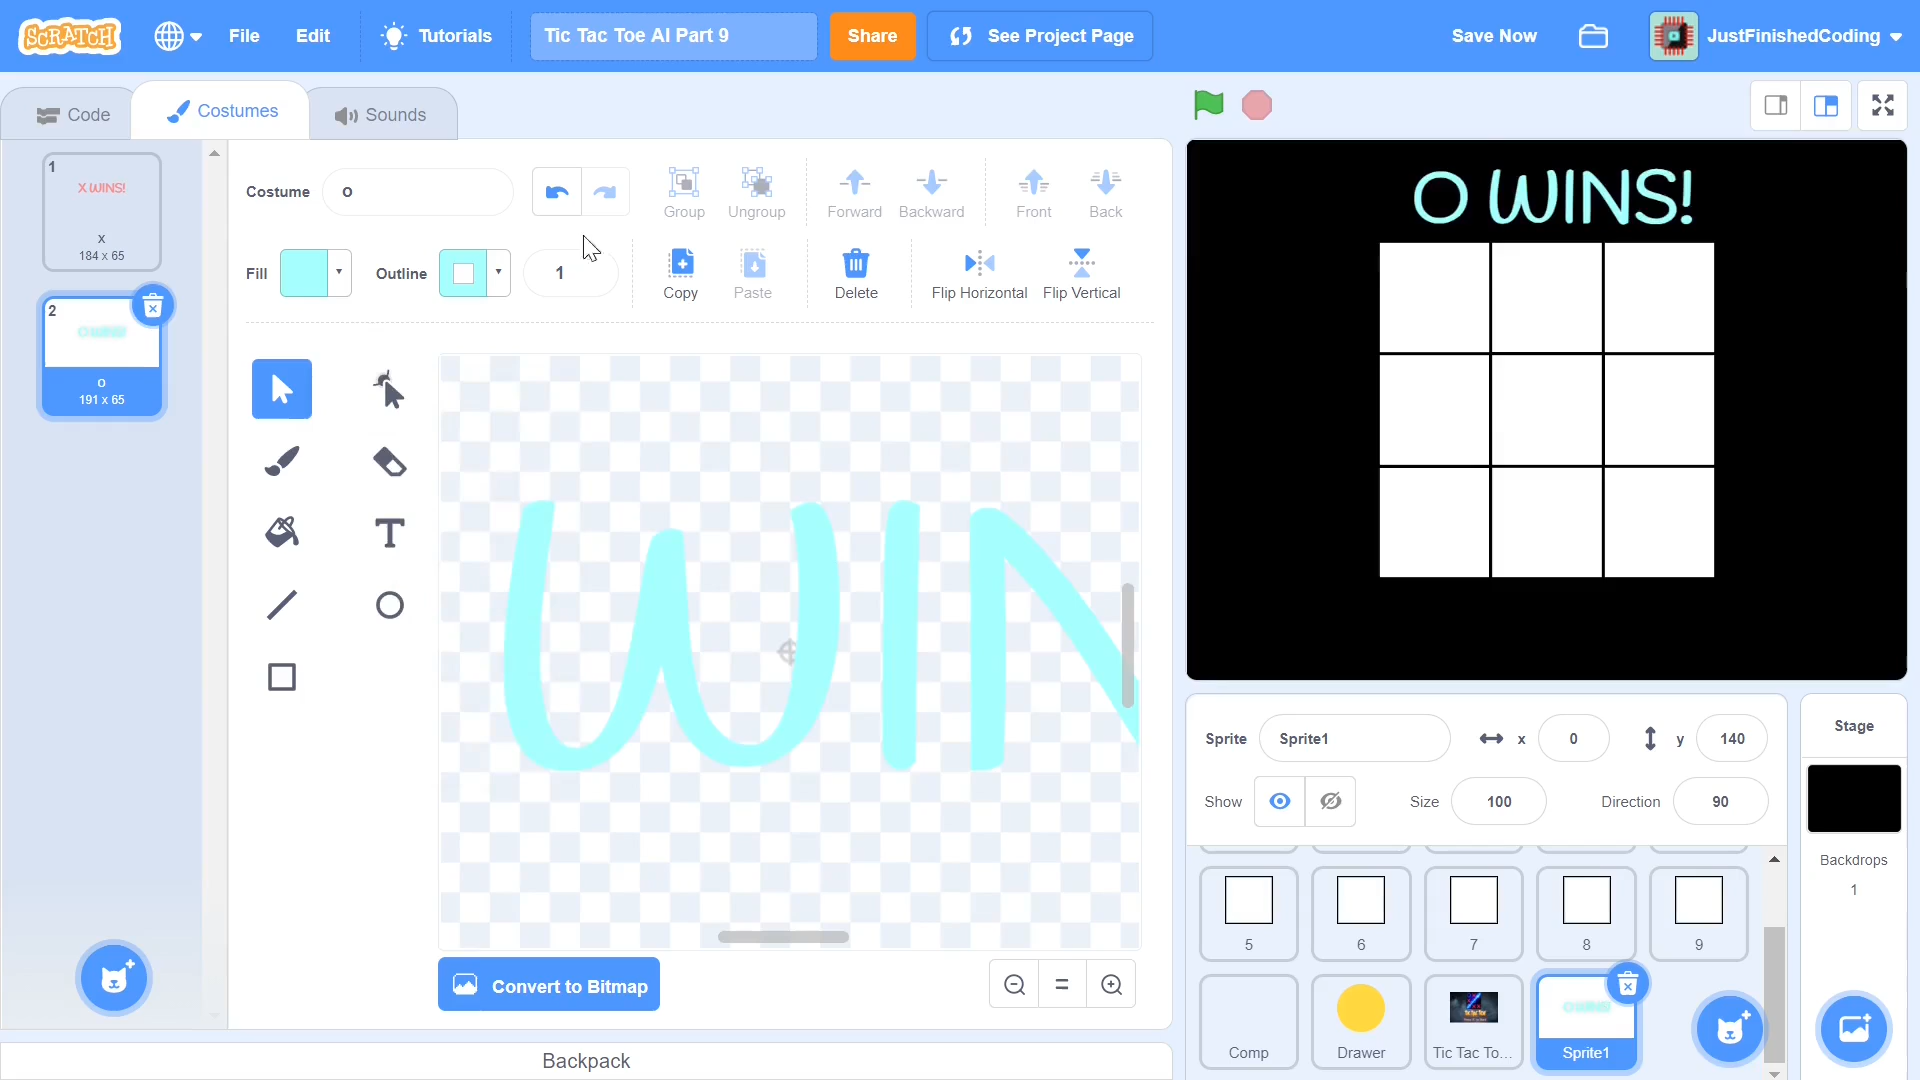 SCRATCH
File
Edit
Tutorials
Tic Tac Toe AI Part 9
Share
See Project Page
Save Now
JustFinishedCoding
Code
Costumes
Sounds
1
X WINS!
x
184 x 65
2
O WINS!
o
191 x 65
Costume
o
Group
Ungroup
Forward
Backward
Front
Back
Fill
Outline
1
Copy
Paste
Delete
Flip Horizontal
Flip Vertical
WIN
Convert to Bitmap
Backpack
O WINS!
Sprite
Sprite1
x
0
y
140
Show
Size
100
Direction
90
5
6
7
8
9
Comp
Drawer
Tic Tac To...
O WINS!
Sprite1
Stage
Backdrops
1